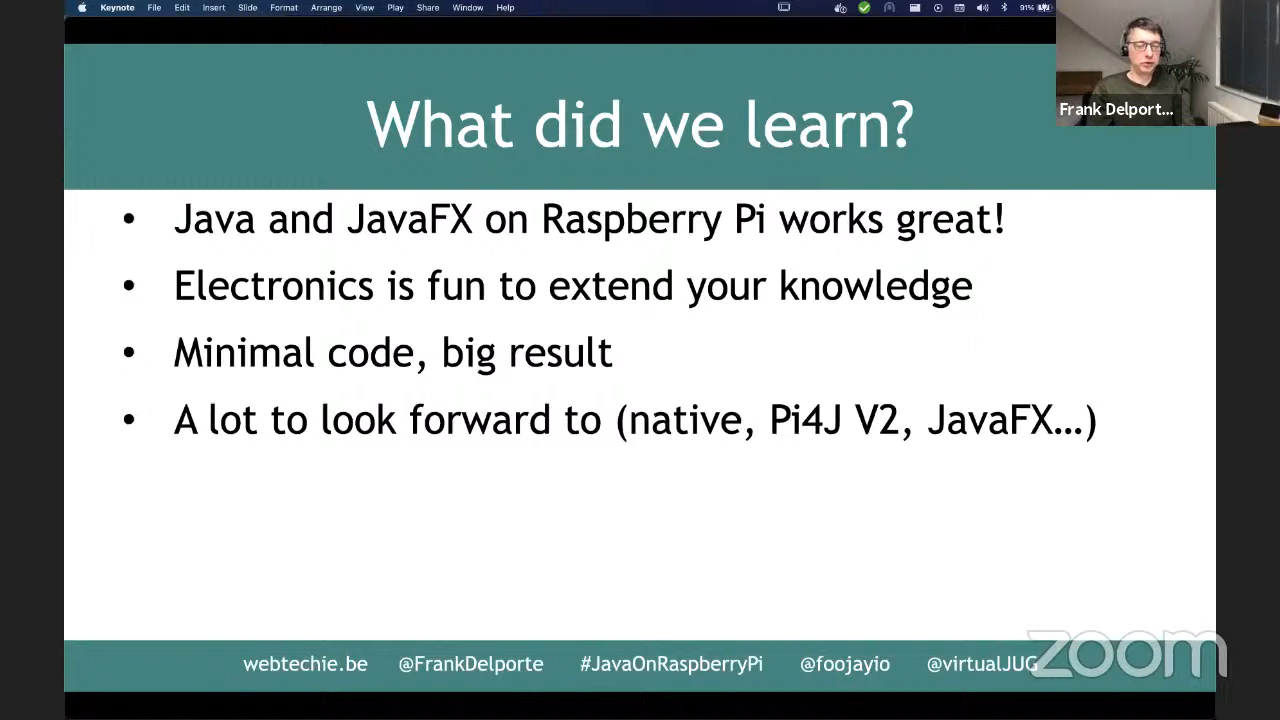 Keynote File Edit Insert Slide Format Arrange View Play Share Window Help 91%
Frank Delport...
What did we learn?
• Java and JavaFX on Raspberry Pi works great!
• Electronics is fun to extend your knowledge
• Minimal code, big result
• A lot to look forward to (native, Pi4J V2, JavaFX…)
webtechie.be @FrankDelporte #JavaOnRaspberryPi @foojayio @virtualJUG
zoom